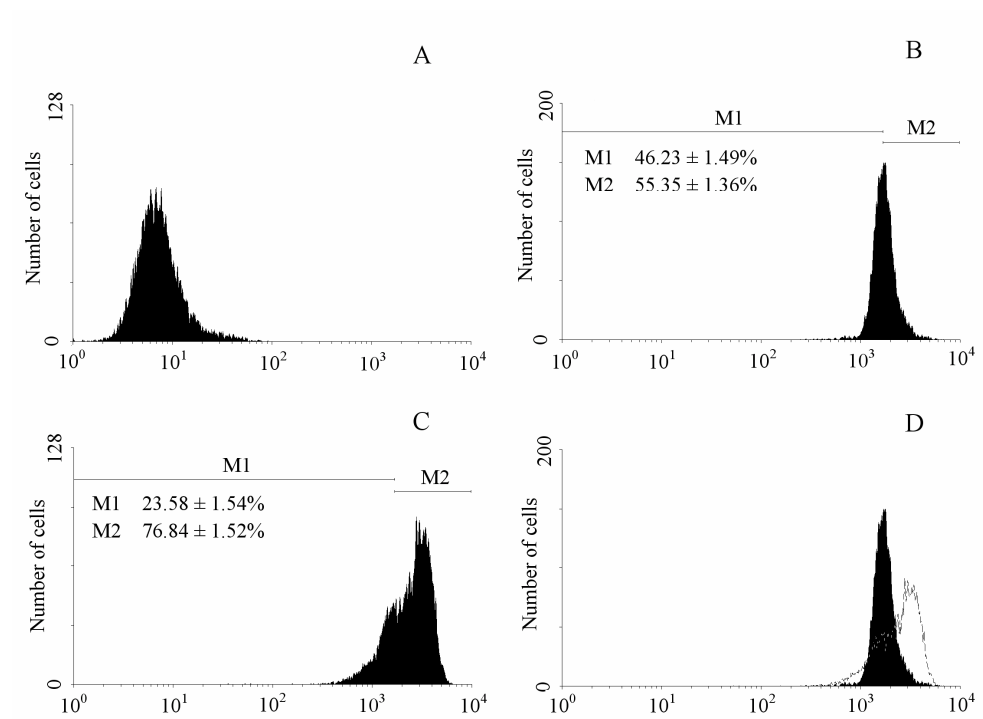 A
128
Number of cells
0
10^0 10^1 10^2 10^3 10^4
B
200
Number of cells
0
M1
M2
M1 46.23 ± 1.49%
M2 55.35 ± 1.36%
10^0 10^1 10^2 10^3 10^4
C
128
Number of cells
0
M1
M2
M1 23.58 ± 1.54%
M2 76.84 ± 1.52%
10^0 10^1 10^2 10^3 10^4
D
200
Number of cells
0
10^0 10^1 10^2 10^3 10^4